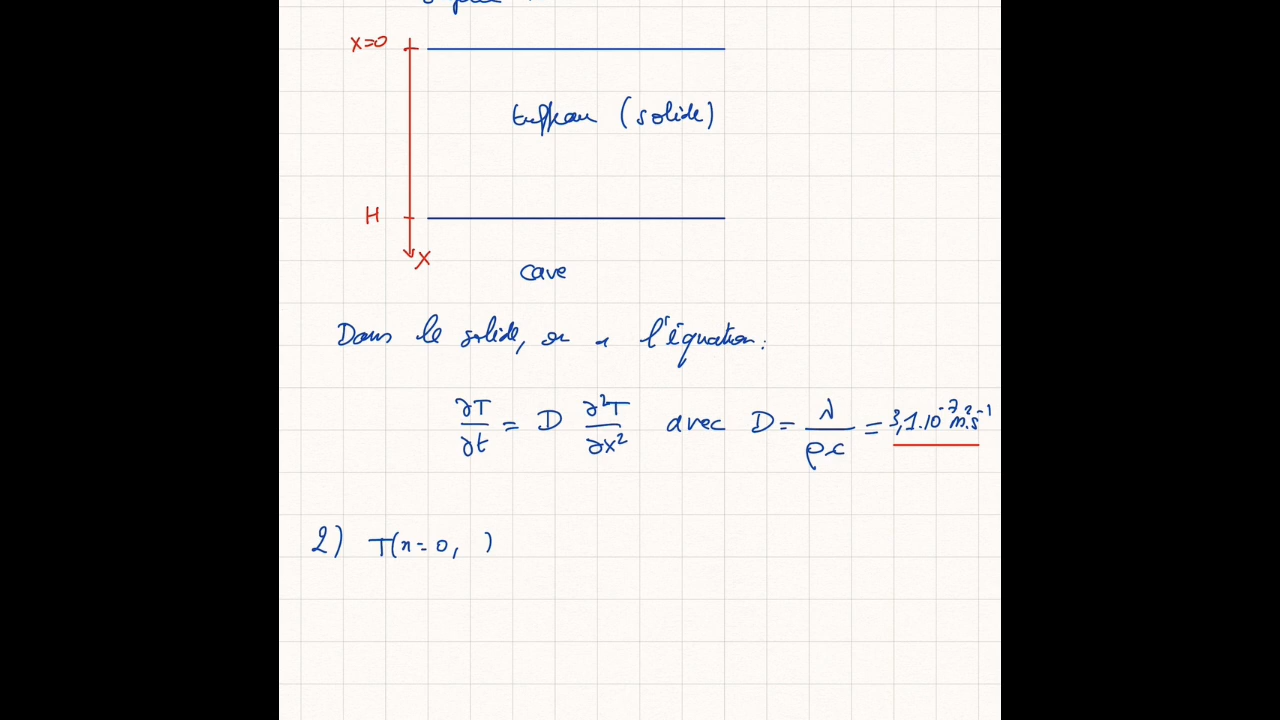 x=0
tuffeau (solide)
H
x
cave
Dans le solide, on a l'équation :
∂T/∂t = D ∂²T/∂x² avec D = λ/ρ.c = 3,1.10⁻⁷ m².s⁻¹
2) T(x=0, )